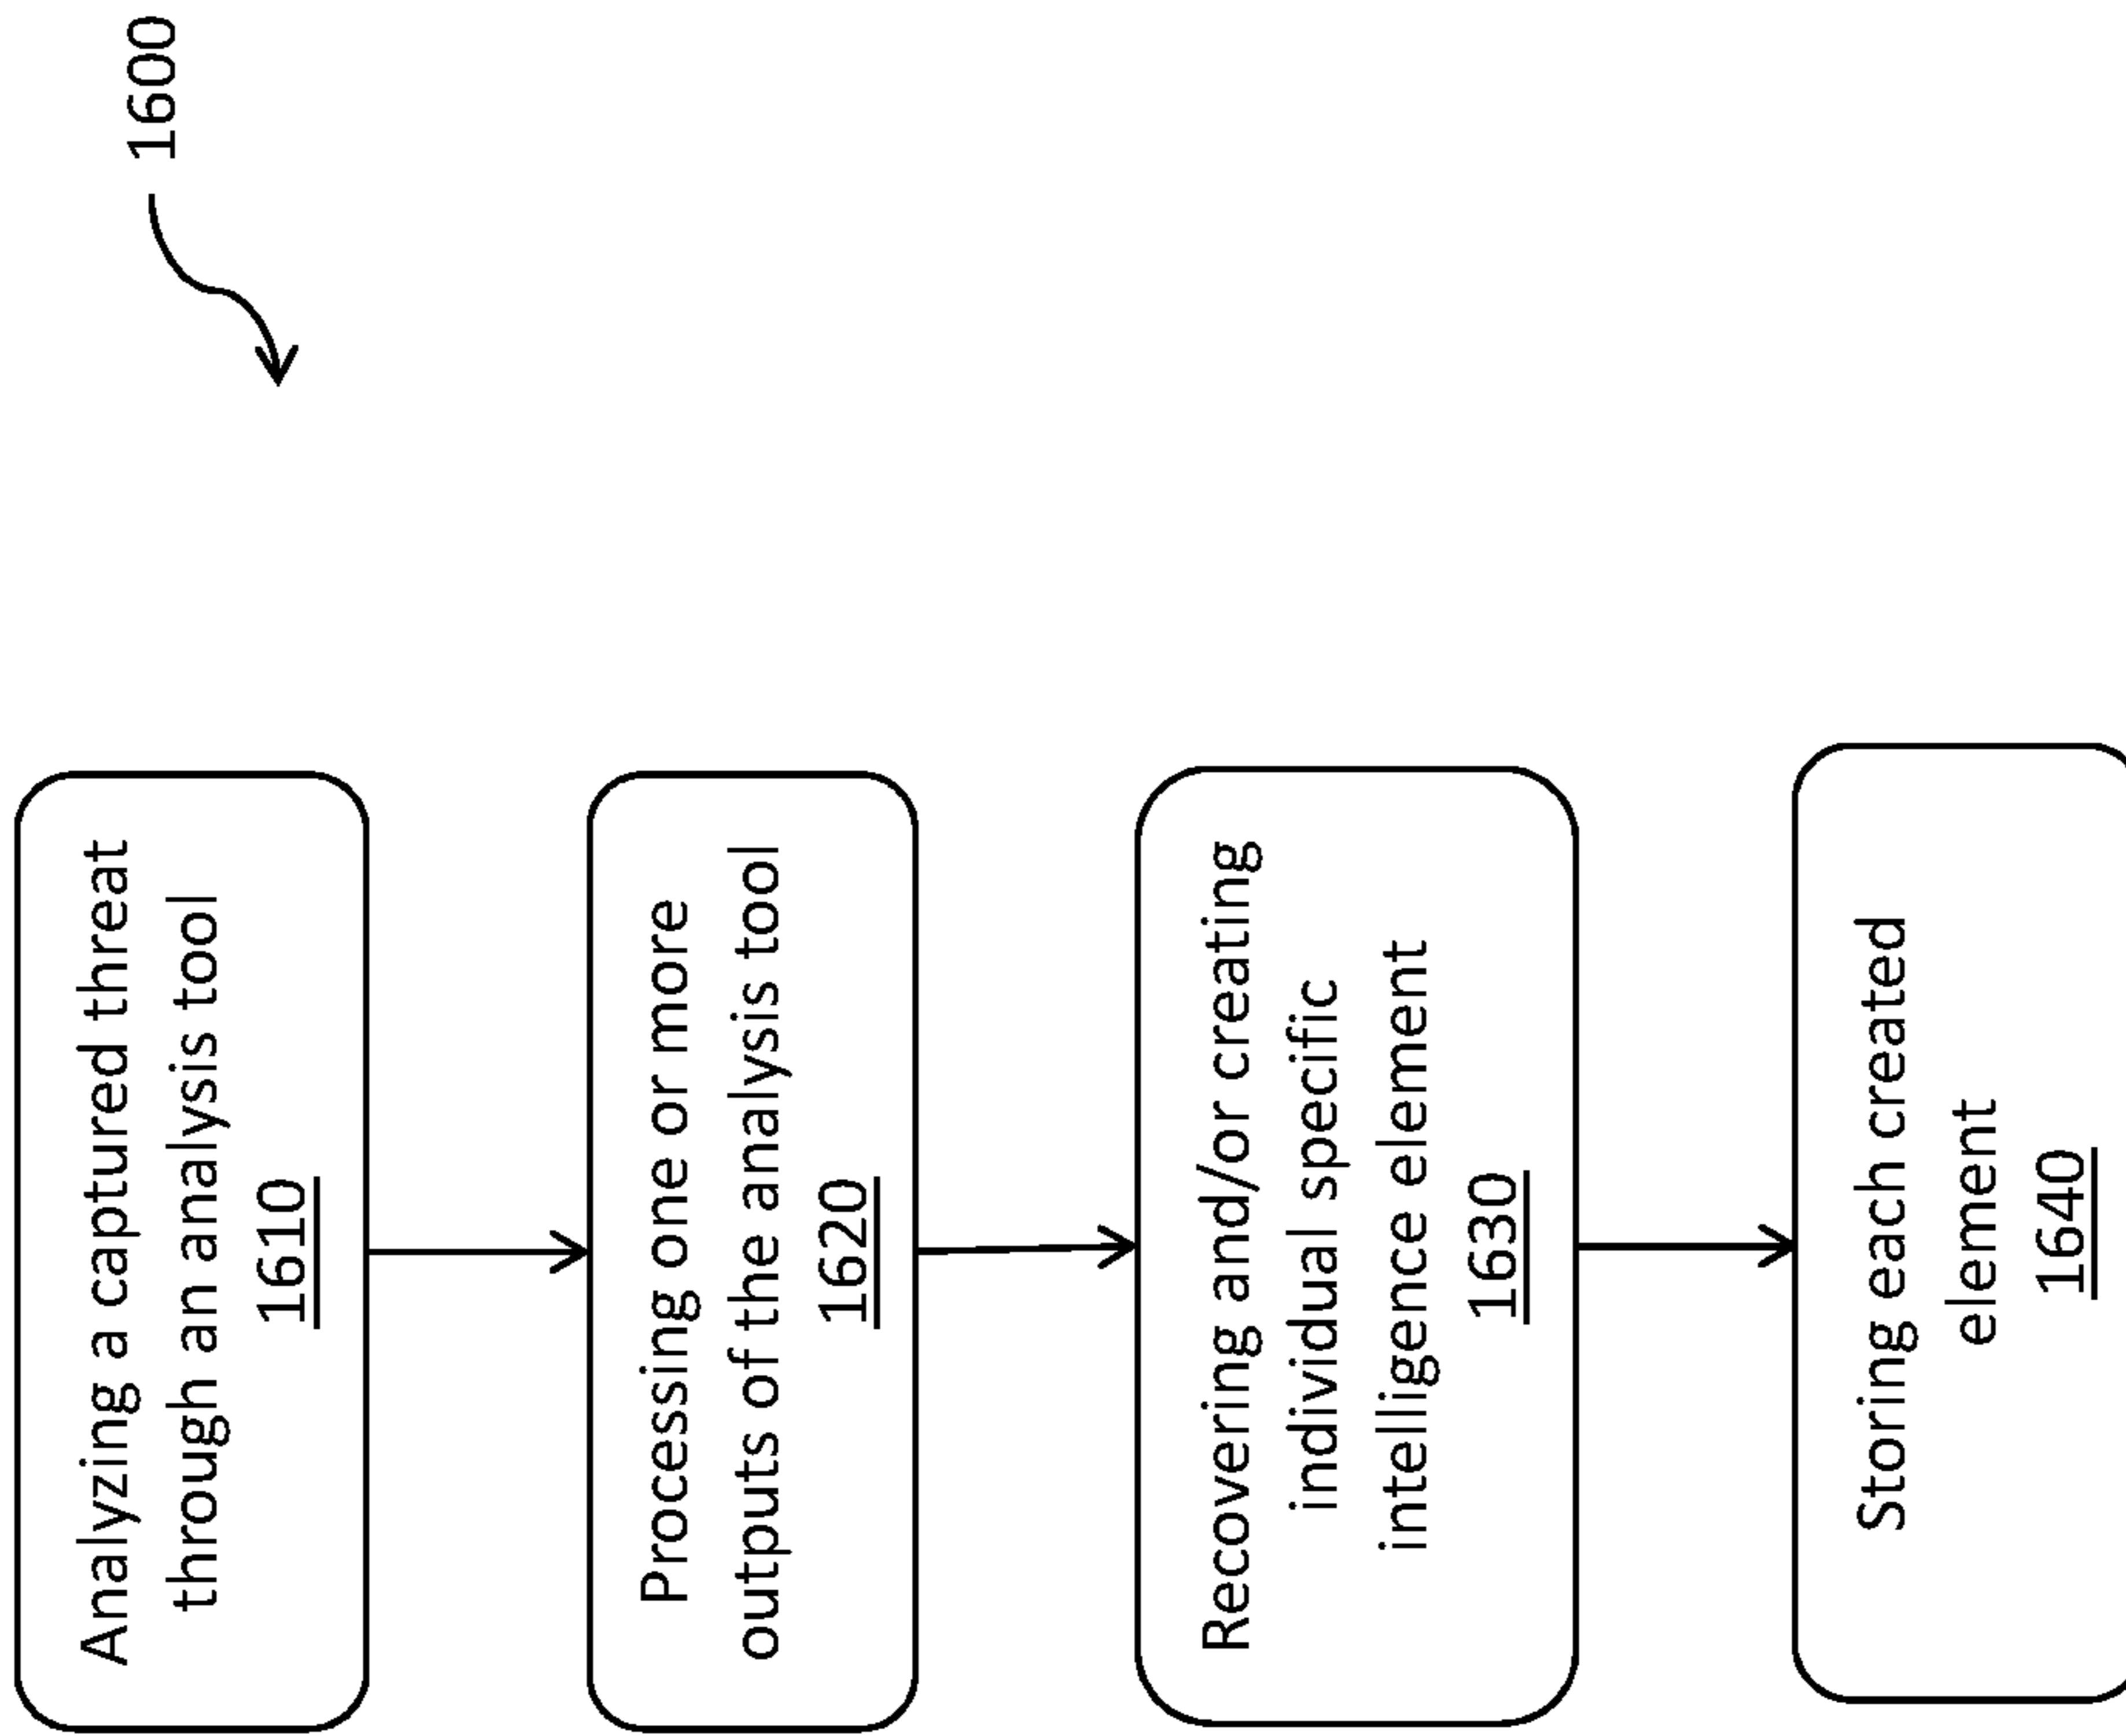 1600
Analyzing a captured threat
through an analysis tool
1610
Processing one or more
outputs of the analysis tool
1620
Recovering and/or creating
individual specific
intelligence element
1630
Storing each created
element
1640